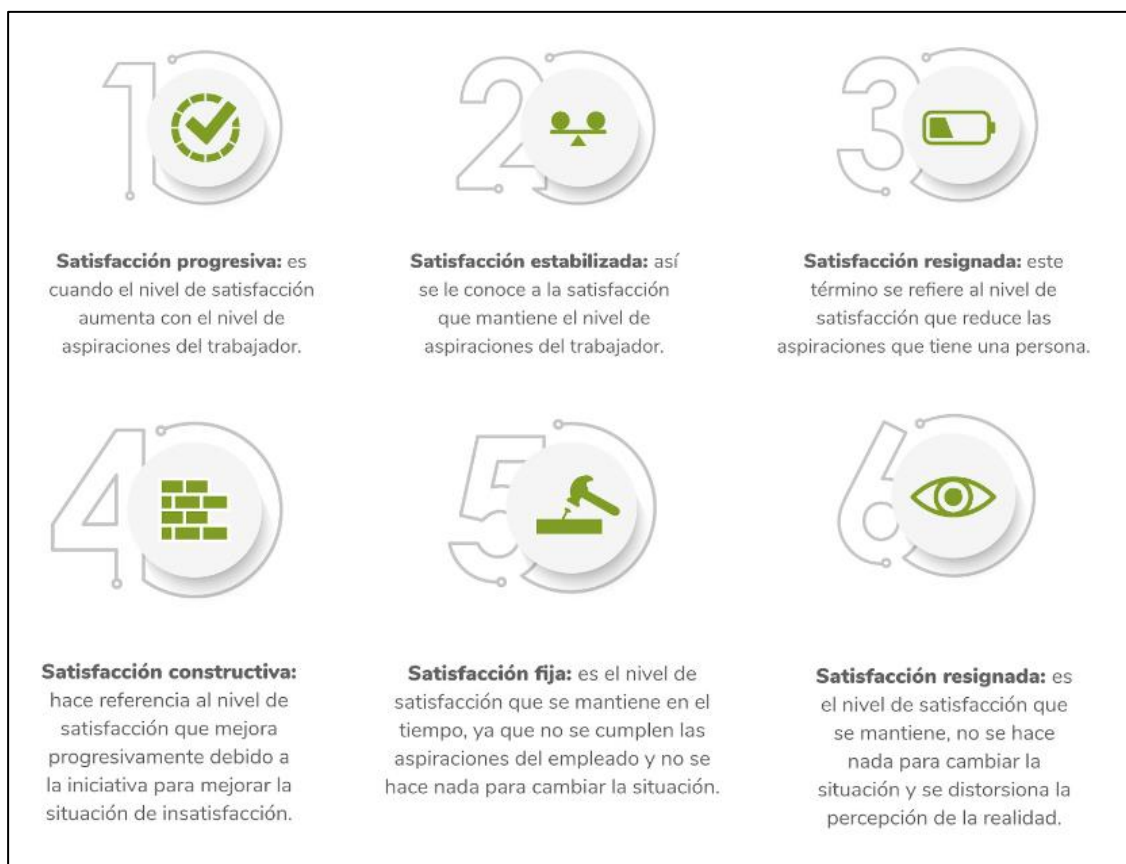 1
Satisfacción progresiva: es
cuando el nivel de satisfacción
aumenta con el nivel de
aspiraciones del trabajador.
2
Satisfacción estabilizada: así
se le conoce a la satisfacción
que mantiene el nivel de
aspiraciones del trabajador.
3
Satisfacción resignada: este
término se refiere al nivel de
satisfacción que reduce las
aspiraciones que tiene una persona.
4
Satisfacción constructiva:
hace referencia al nivel de
satisfacción que mejora
progresivamente debido a
la iniciativa para mejorar la
situación de insatisfacción.
5
Satisfacción fija: es el nivel de
satisfacción que se mantiene en el
tiempo, ya que no se cumplen las
aspiraciones del empleado y no se
hace nada para cambiar la situación.
6
Satisfacción resignada: es
el nivel de satisfacción que
se mantiene, no se hace
nada para cambiar la
situación y se distorsiona la
percepción de la realidad.